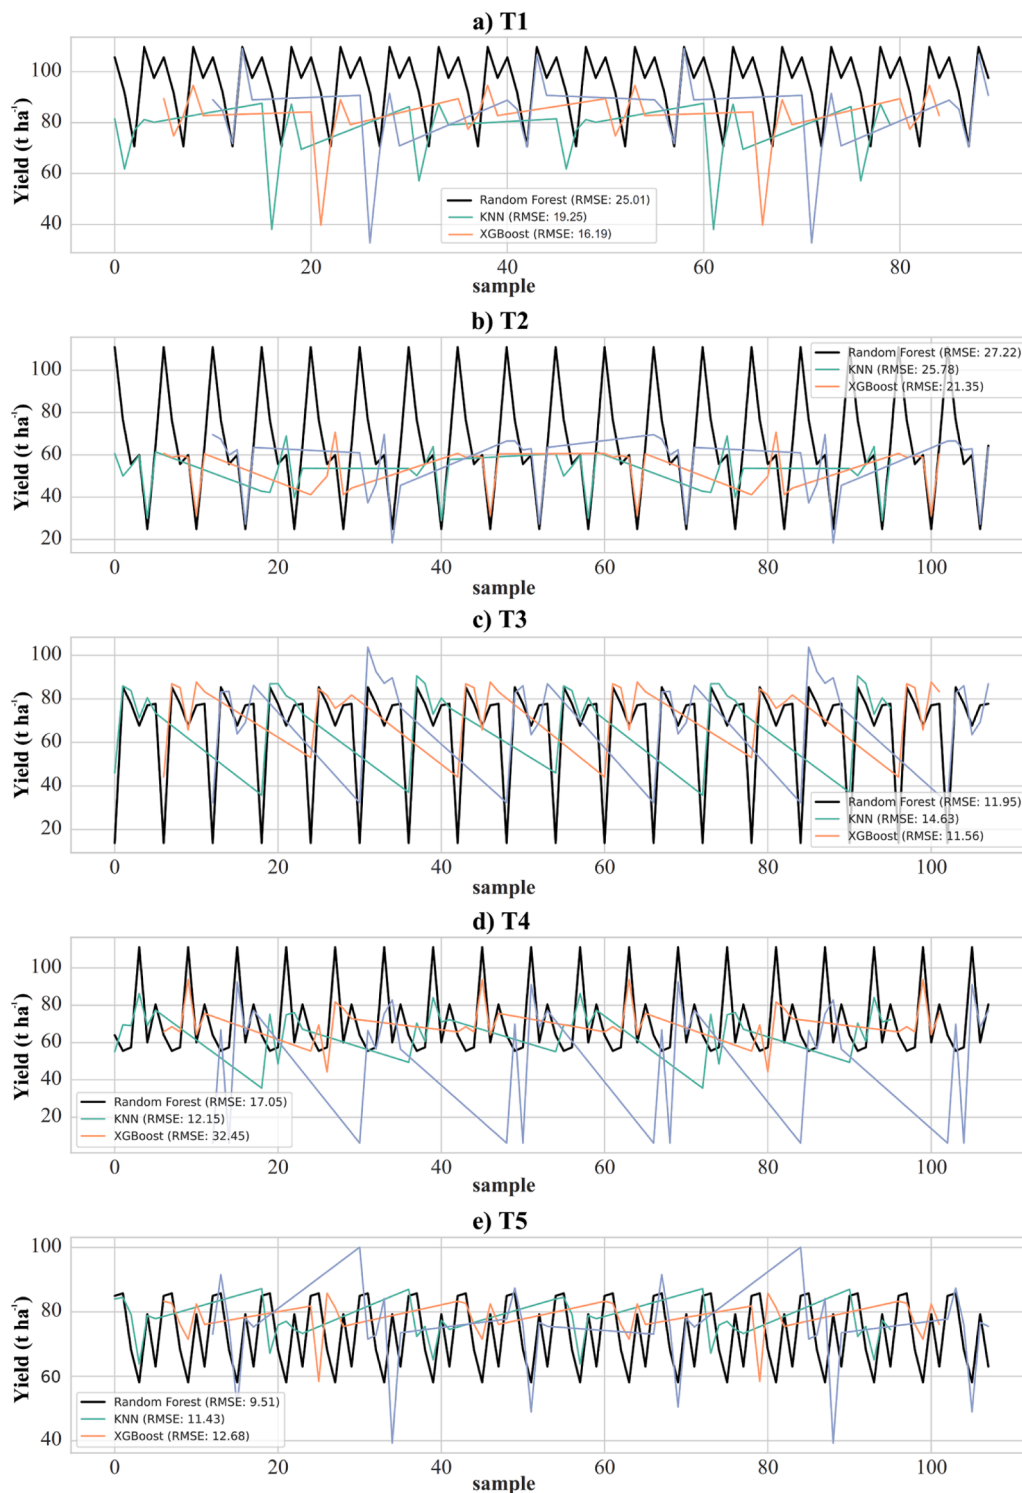 a) T1
Yield (t ha⁻¹)
100
80
60
40
Random Forest (RMSE: 25.01)
KNN (RMSE: 19.25)
XGBoost (RMSE: 16.19)
0 20 40 60 80
sample
b) T2
Yield (t ha⁻¹)
100
80
60
40
20
Random Forest (RMSE: 27.22)
KNN (RMSE: 25.78)
XGBoost (RMSE: 21.35)
0 20 40 60 80 100
sample
c) T3
Yield (t ha⁻¹)
100
80
60
40
20
Random Forest (RMSE: 11.95)
KNN (RMSE: 14.63)
XGBoost (RMSE: 11.56)
0 20 40 60 80 100
sample
d) T4
Yield (t ha⁻¹)
100
80
60
40
20
Random Forest (RMSE: 17.05)
KNN (RMSE: 12.15)
XGBoost (RMSE: 32.45)
0 20 40 60 80 100
sample
e) T5
Yield (t ha⁻¹)
100
80
60
40
Random Forest (RMSE: 9.51)
KNN (RMSE: 11.43)
XGBoost (RMSE: 12.68)
0 20 40 60 80 100
sample